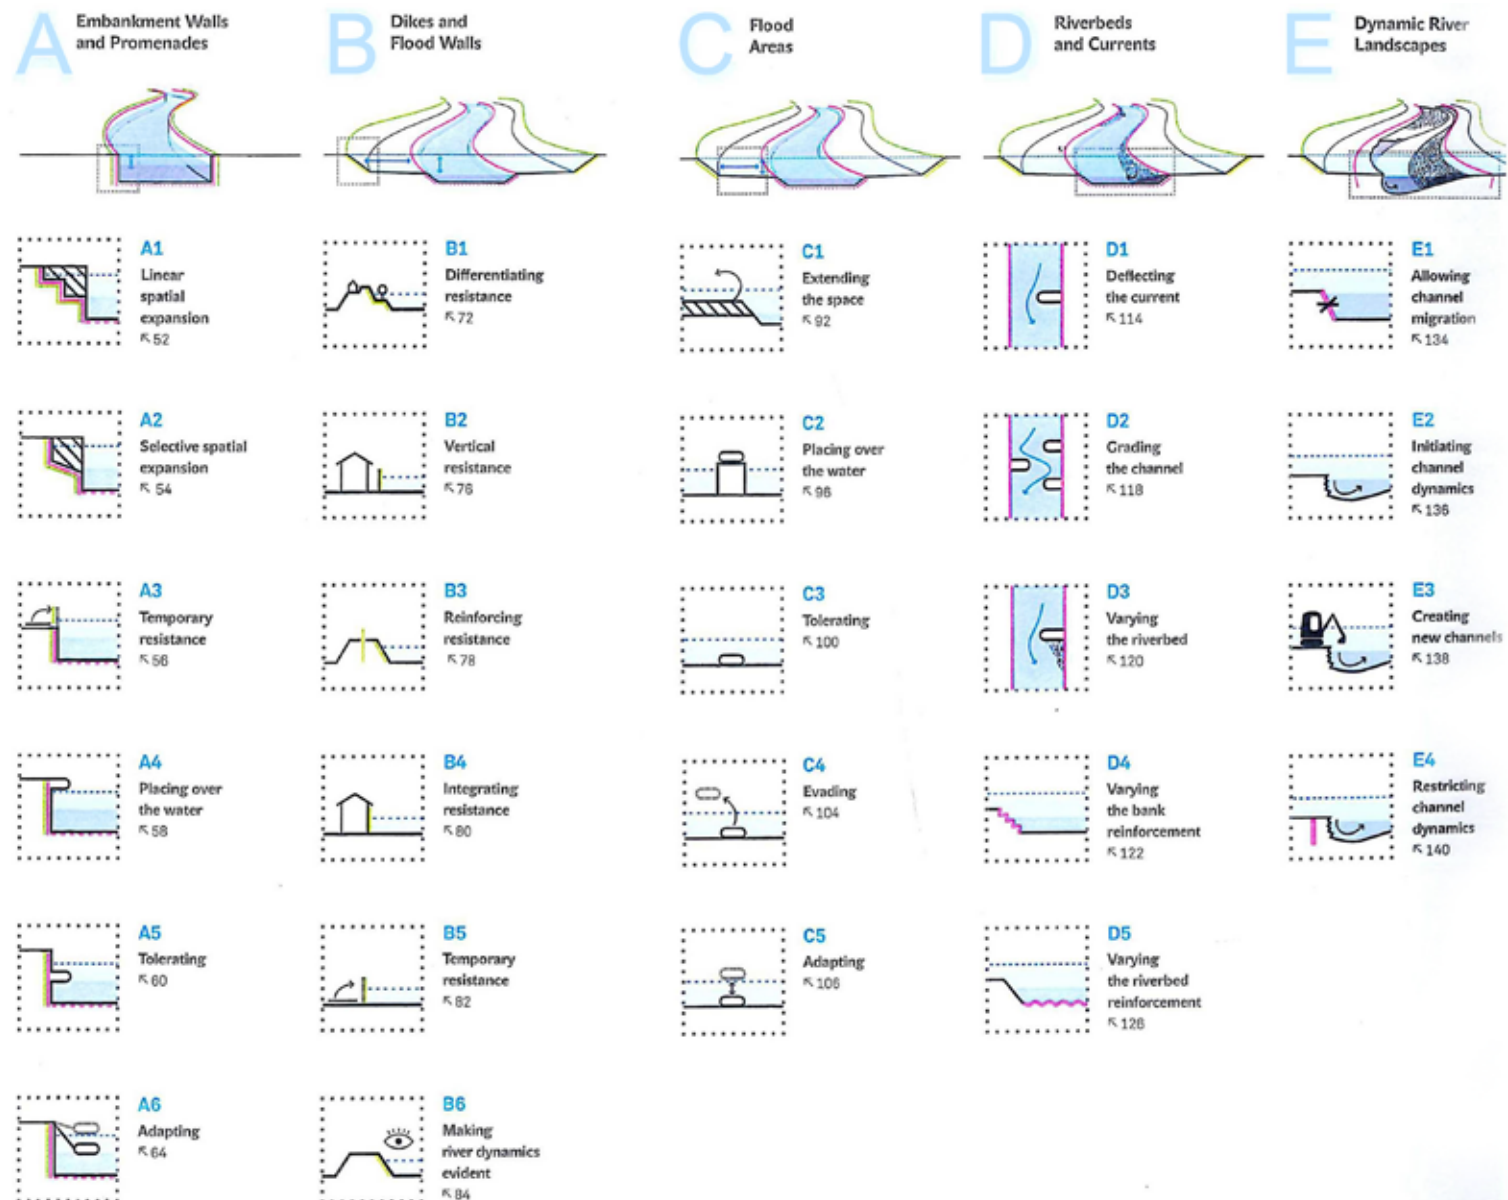 A
Embankment Walls
and Promenades
B
Dikes and
Flood Walls
C
Flood
Areas
D
Riverbeds
and Currents
E
Dynamic River
Landscapes
A1
Linear
spatial
expansion
↖52
A2
Selective spatial
expansion
↖54
A3
Temporary
resistance
↖56
A4
Placing over
the water
↖58
A5
Tolerating
↖60
A6
Adapting
↖64
B1
Differentiating
resistance
↖72
B2
Vertical
resistance
↖76
B3
Reinforcing
resistance
↖78
B4
Integrating
resistance
↖80
B5
Temporary
resistance
↖82
B6
Making
river dynamics
evident
↖84
C1
Extending
the space
↖92
C2
Placing over
the water
↖98
C3
Tolerating
↖100
C4
Evading
↖104
C5
Adapting
↖106
D1
Deflecting
the current
↖114
D2
Grading
the channel
↖118
D3
Varying
the riverbed
↖120
D4
Varying
the bank
reinforcement
↖122
D5
Varying
the riverbed
reinforcement
↖126
E1
Allowing
channel
migration
↖134
E2
Initiating
channel
dynamics
↖136
E3
Creating
new channels
↖138
E4
Restricting
channel
dynamics
↖140